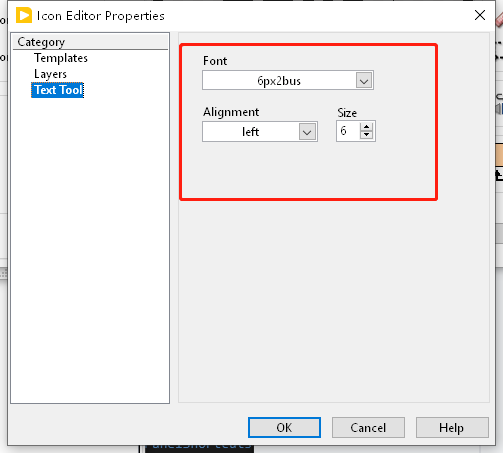 Icon Editor Properties
Category
Templates
Layers
Text Tool
Font
6px2bus
Alignment
Size
left
6
OK
Cancel
Help